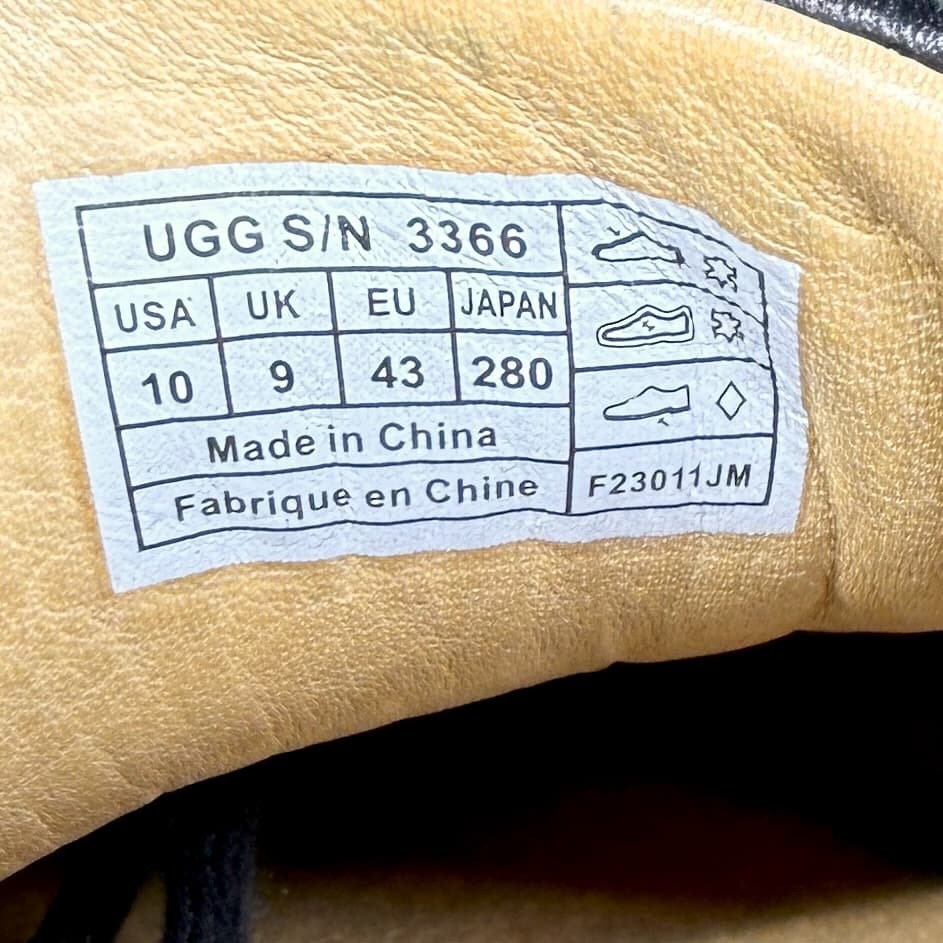 UGG S/N 3366
USA UK EU JAPAN
10 9 43 280
Made in China
Fabrique en Chine
F23011JM